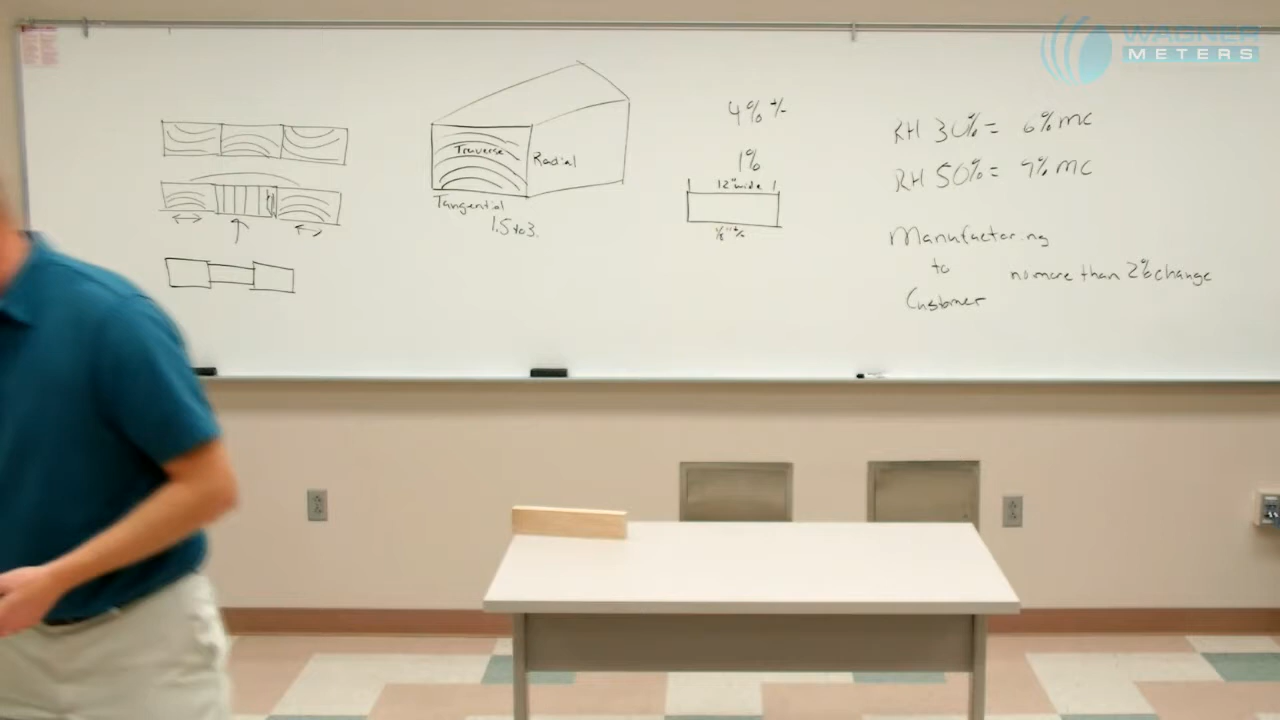 WAGNER
METERS
Traverse
Radial
Tangential
1.5 to 3.
4% +/-
1%
12" wide
1/8" +/-
RH 30% = 6% MC
RH 50% = 9% MC
Manufactoring
to
Customer
no more than 2% change